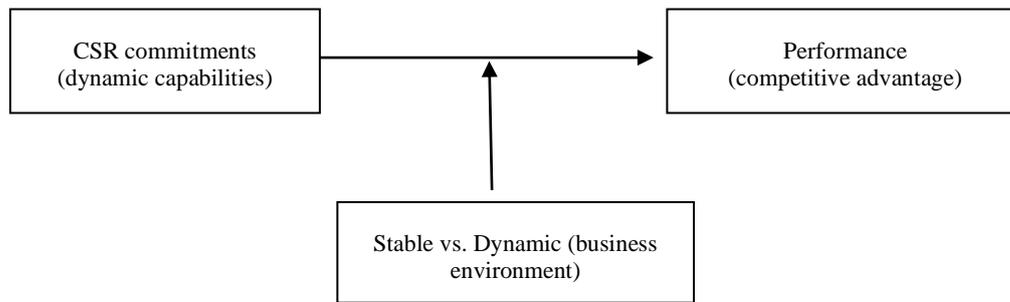 CSR commitments
(dynamic capabilities)
Performance
(competitive advantage)
Stable vs. Dynamic (business
environment)